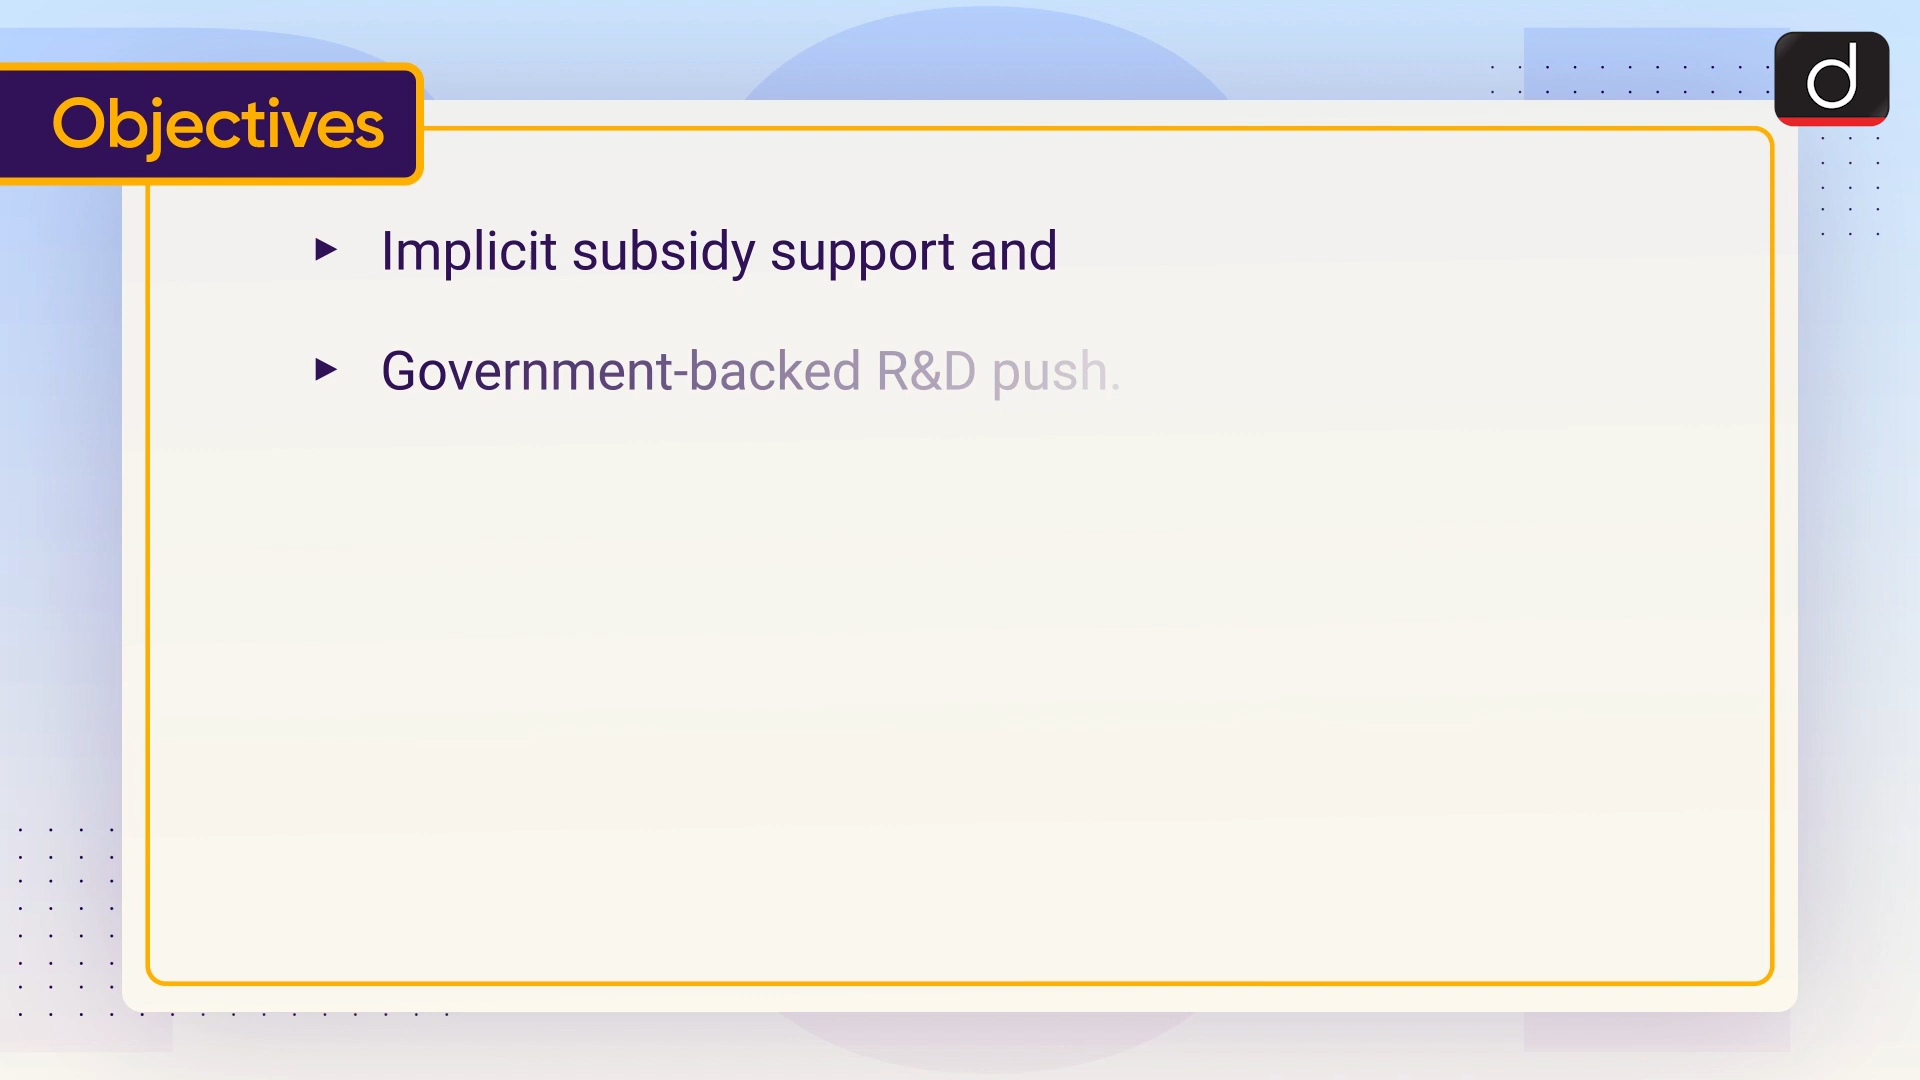 Objectives
d
Implicit subsidy support and
Government-backed R&D push.